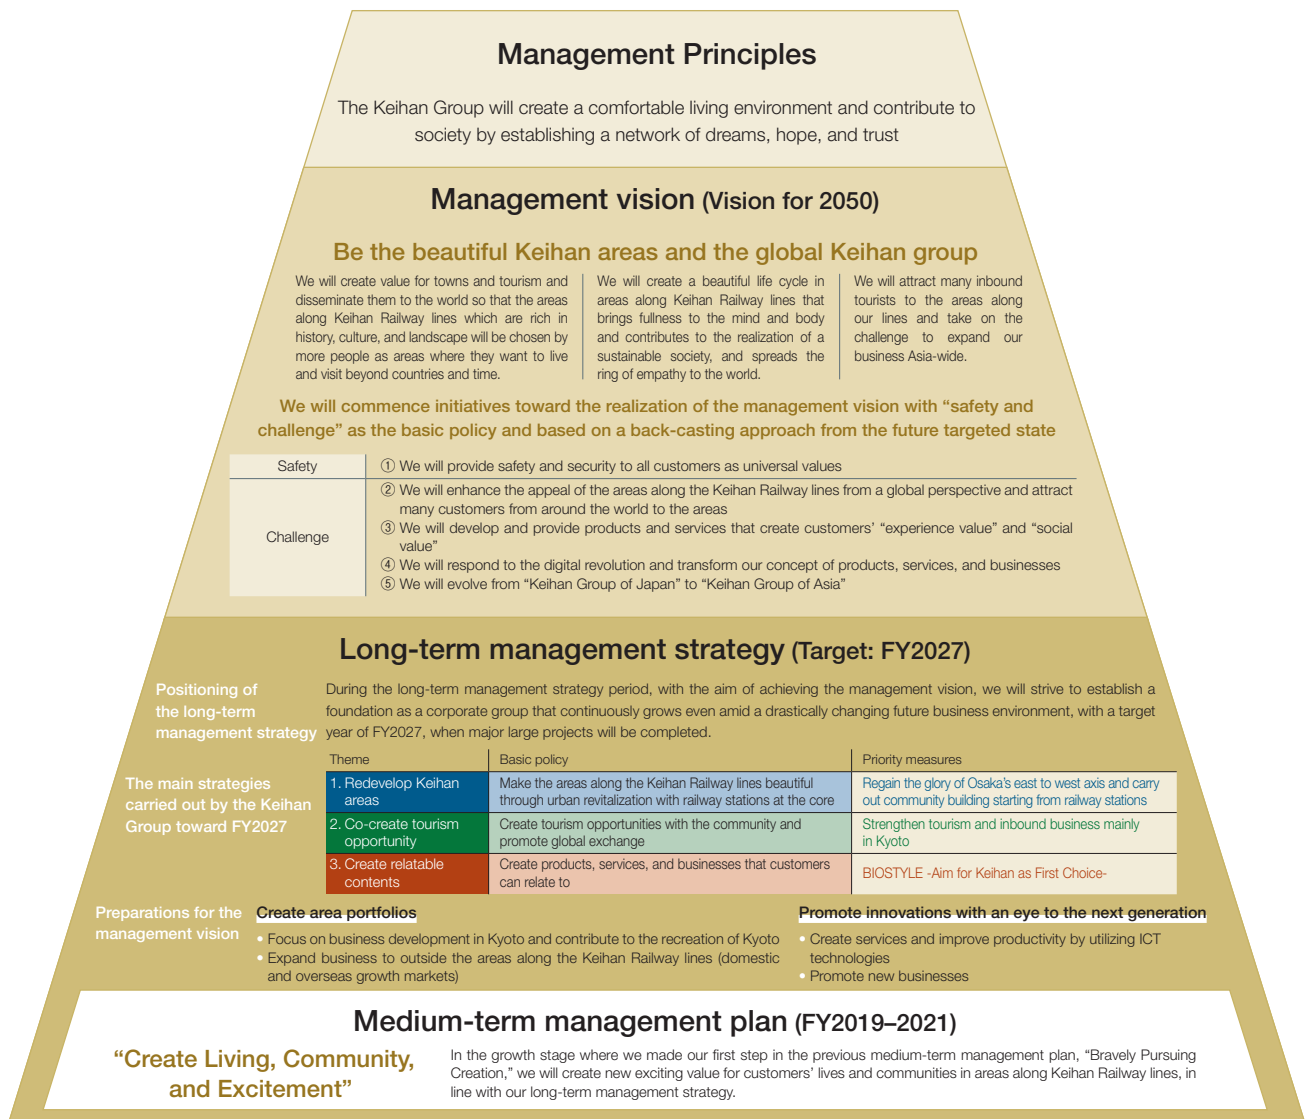 Management Principles
The Keihan Group will create a comfortable living environment and contribute to
society by establishing a network of dreams, hope, and trust
Management vision (Vision for 2050)
Be the beautiful Keihan areas and the global Keihan group
We will create value for towns and tourism and
disseminate them to the world so that the areas
along Keihan Railway lines which are rich in
history, culture, and landscape will be chosen by
more people as areas where they want to live
and visit beyond countries and time.
We will create a beautiful life cycle in
areas along Keihan Railway lines that
brings fullness to the mind and body
and contributes to the realization of a
sustainable society, and spreads the
ring of empathy to the world.
We will attract many inbound
tourists to the areas along
our lines and take on the
challenge to expand our
business Asia-wide.
We will commence initiatives toward the realization of the management vision with “safety and
challenge” as the basic policy and based on a back-casting approach from the future targeted state
Safety
① We will provide safety and security to all customers as universal values
Challenge
② We will enhance the appeal of the areas along the Keihan Railway lines from a global perspective and attract
many customers from around the world to the areas
③ We will develop and provide products and services that create customers’ “experience value” and “social
value”
④ We will respond to the digital revolution and transform our concept of products, services, and businesses
⑤ We will evolve from “Keihan Group of Japan” to “Keihan Group of Asia”
Long-term management strategy (Target: FY2027)
Positioning of
the long-term
management strategy
During the long-term management strategy period, with the aim of achieving the management vision, we will strive to establish a
foundation as a corporate group that continuously grows even amid a drastically changing future business environment, with a target
year of FY2027, when major large projects will be completed.
The main strategies
carried out by the Keihan
Group toward FY2027
Theme
Basic policy
Priority measures
1. Redevelop Keihan
areas
Make the areas along the Keihan Railway lines beautiful
through urban revitalization with railway stations at the core
Regain the glory of Osaka’s east to west axis and carry
out community building starting from railway stations
2. Co-create tourism
opportunity
Create tourism opportunities with the community and
promote global exchange
Strengthen tourism and inbound business mainly
in Kyoto
3. Create relatable
contents
Create products, services, and businesses that customers
can relate to
BIOSTYLE -Aim for Keihan as First Choice-
Preparations for the
management vision
Create area portfolios
• Focus on business development in Kyoto and contribute to the recreation of Kyoto
• Expand business to outside the areas along the Keihan Railway lines (domestic
and overseas growth markets)
Promote innovations with an eye to the next generation
• Create services and improve productivity by utilizing ICT
technologies
• Promote new businesses
Medium-term management plan (FY2019–2021)
“Create Living, Community,
and Excitement”
In the growth stage where we made our first step in the previous medium-term management plan, “Bravely Pursuing
Creation,” we will create new exciting value for customers’ lives and communities in areas along Keihan Railway lines, in
line with our long-term management strategy.